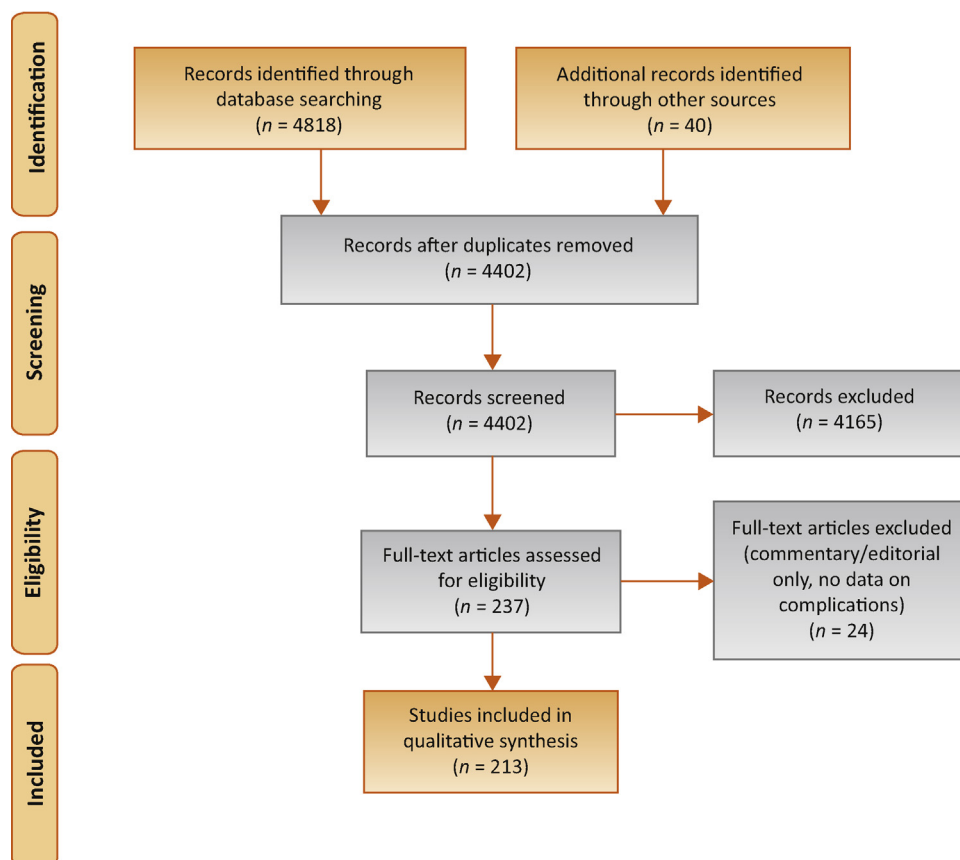 Identification
Records identified through
database searching
(n = 4818)
Additional records identified
through other sources
(n = 40)
Records after duplicates removed
(n = 4402)
Screening
Records screened
(n = 4402)
Records excluded
(n = 4165)
Eligibility
Full-text articles assessed
for eligibility
(n = 237)
Full-text articles excluded
(commentary/editorial
only, no data on
complications)
(n = 24)
Included
Studies included in
qualitative synthesis
(n = 213)